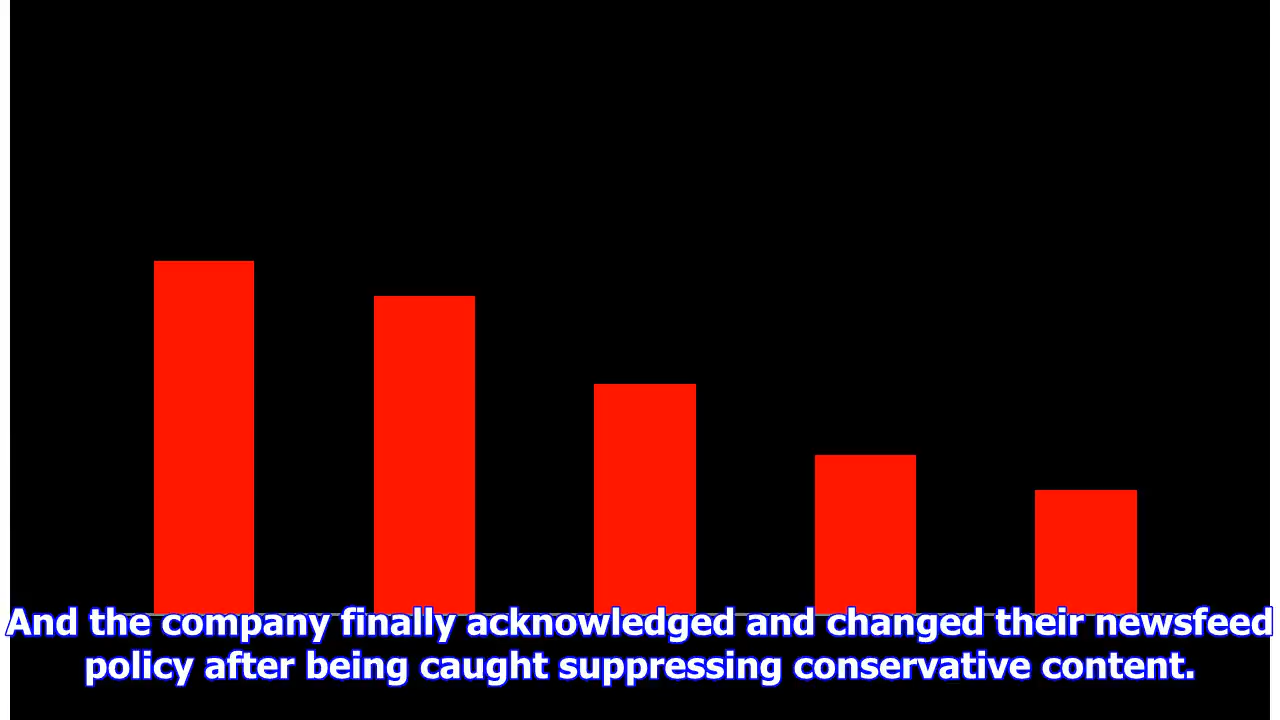 And the company finally acknowledged and changed their newsfeed
policy after being caught suppressing conservative content.